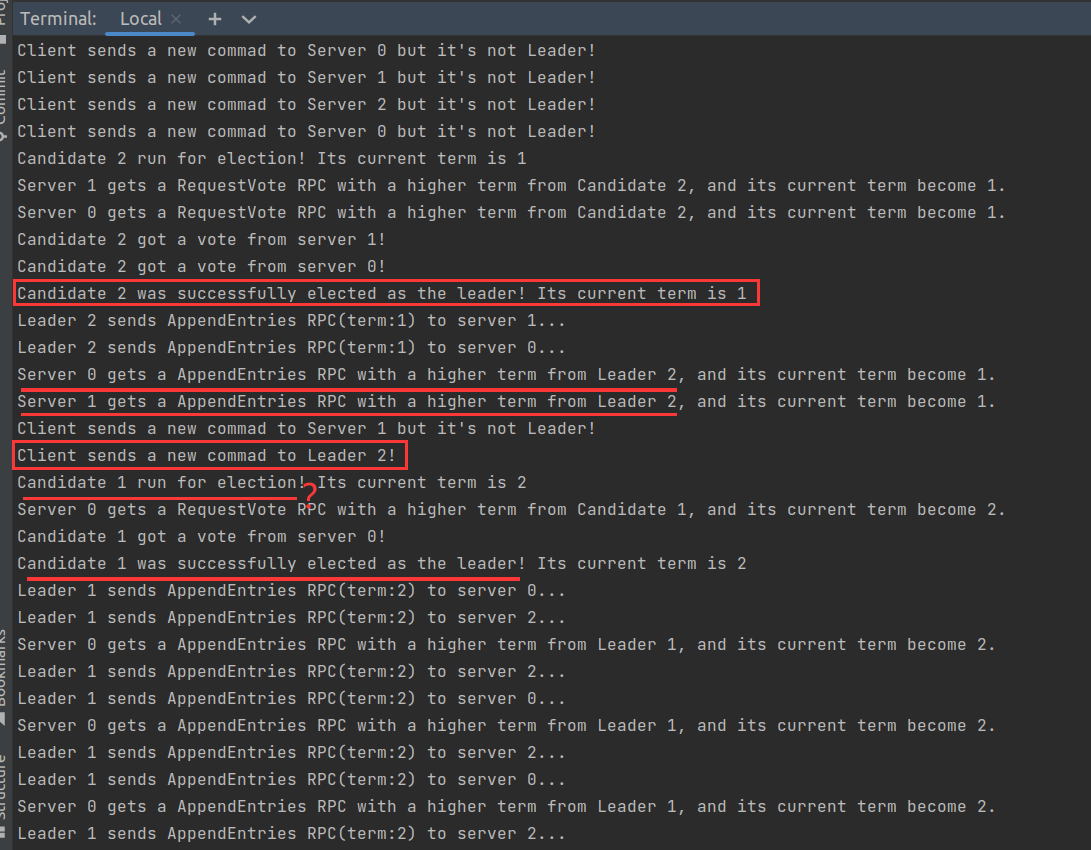 Terminal: Local × +
Client sends a new commad to Server 0 but it's not Leader!
Client sends a new commad to Server 1 but it's not Leader!
Client sends a new commad to Server 2 but it's not Leader!
Client sends a new commad to Server 0 but it's not Leader!
Candidate 2 run for election! Its current term is 1
Server 1 gets a RequestVote RPC with a higher term from Candidate 2, and its current term become 1.
Server 0 gets a RequestVote RPC with a higher term from Candidate 2, and its current term become 1.
Candidate 2 got a vote from server 1!
Candidate 2 got a vote from server 0!
Candidate 2 was successfully elected as the leader! Its current term is 1
Leader 2 sends AppendEntries RPC(term:1) to server 1...
Leader 2 sends AppendEntries RPC(term:1) to server 0...
Server 0 gets a AppendEntries RPC with a higher term from Leader 2, and its current term become 1.
Server 1 gets a AppendEntries RPC with a higher term from Leader 2, and its current term become 1.
Client sends a new commad to Server 1 but it's not Leader!
Client sends a new commad to Leader 2!
Candidate 1 run for election! Its current term is 2
?
Server 0 gets a RequestVote RPC with a higher term from Candidate 1, and its current term become 2.
Candidate 1 got a vote from server 0!
Candidate 1 was successfully elected as the leader! Its current term is 2
Leader 1 sends AppendEntries RPC(term:2) to server 0...
Leader 1 sends AppendEntries RPC(term:2) to server 2...
Server 0 gets a AppendEntries RPC with a higher term from Leader 1, and its current term become 2.
Leader 1 sends AppendEntries RPC(term:2) to server 2...
Leader 1 sends AppendEntries RPC(term:2) to server 0...
Server 0 gets a AppendEntries RPC with a higher term from Leader 1, and its current term become 2.
Leader 1 sends AppendEntries RPC(term:2) to server 2...
Leader 1 sends AppendEntries RPC(term:2) to server 0...
Server 0 gets a AppendEntries RPC with a higher term from Leader 1, and its current term become 2.
Leader 1 sends AppendEntries RPC(term:2) to server 2...
Commit
Bookmarks
Structure